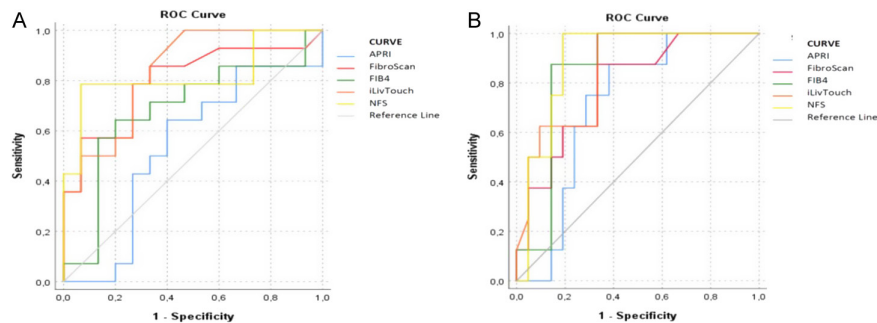 A
ROC Curve
1,0
0,8
0,6
0,4
0,2
0,0
Sensitivity
0,0 0,2 0,4 0,6 0,8 1,0
1 - Specificity
CURVE
APRI
FibroScan
FIB4
iLivTouch
NFS
Reference Line
B
ROC Curve
1,0
0,8
0,6
0,4
0,2
0,0
Sensitivity
0,0 0,2 0,4 0,6 0,8 1,0
1 - Specificity
CURVE
APRI
FibroScan
FIB4
iLivTouch
NFS
Reference Line